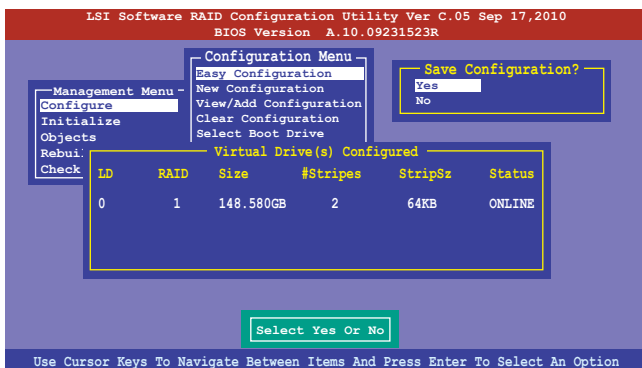 LSI Software RAID Configuration Utility Ver C.05 Sep 17,2010
BIOS Version A.10.09231523R
Configuration Menu
Easy Configuration
New Configuration
View/Add Configuration
Clear Configuration
Select Boot Drive
Save Configuration?
Yes
No
Management Menu
Configure
Initialize
Objects
Rebuil
Check
Virtual Drive(s) Configured
LD RAID Size #Stripes StripSz Status
0 1 148.580GB 2 64KB ONLINE
Select Yes Or No
Use Cursor Keys To Navigate Between Items And Press Enter To Select An Option